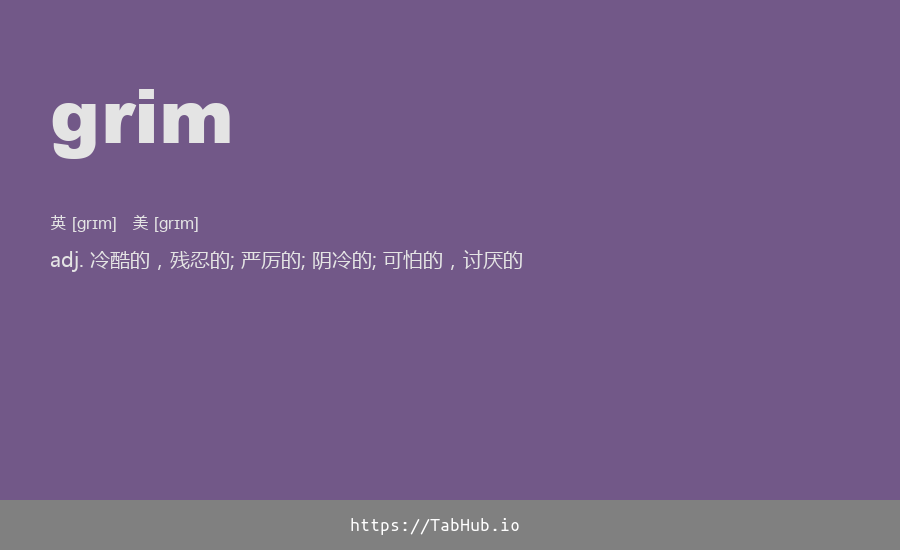 grim
英 [grɪm] 美 [grɪm]
adj. 冷酷的，残忍的; 严厉的; 阴冷的; 可怕的，讨厌的
https://TabHub.io